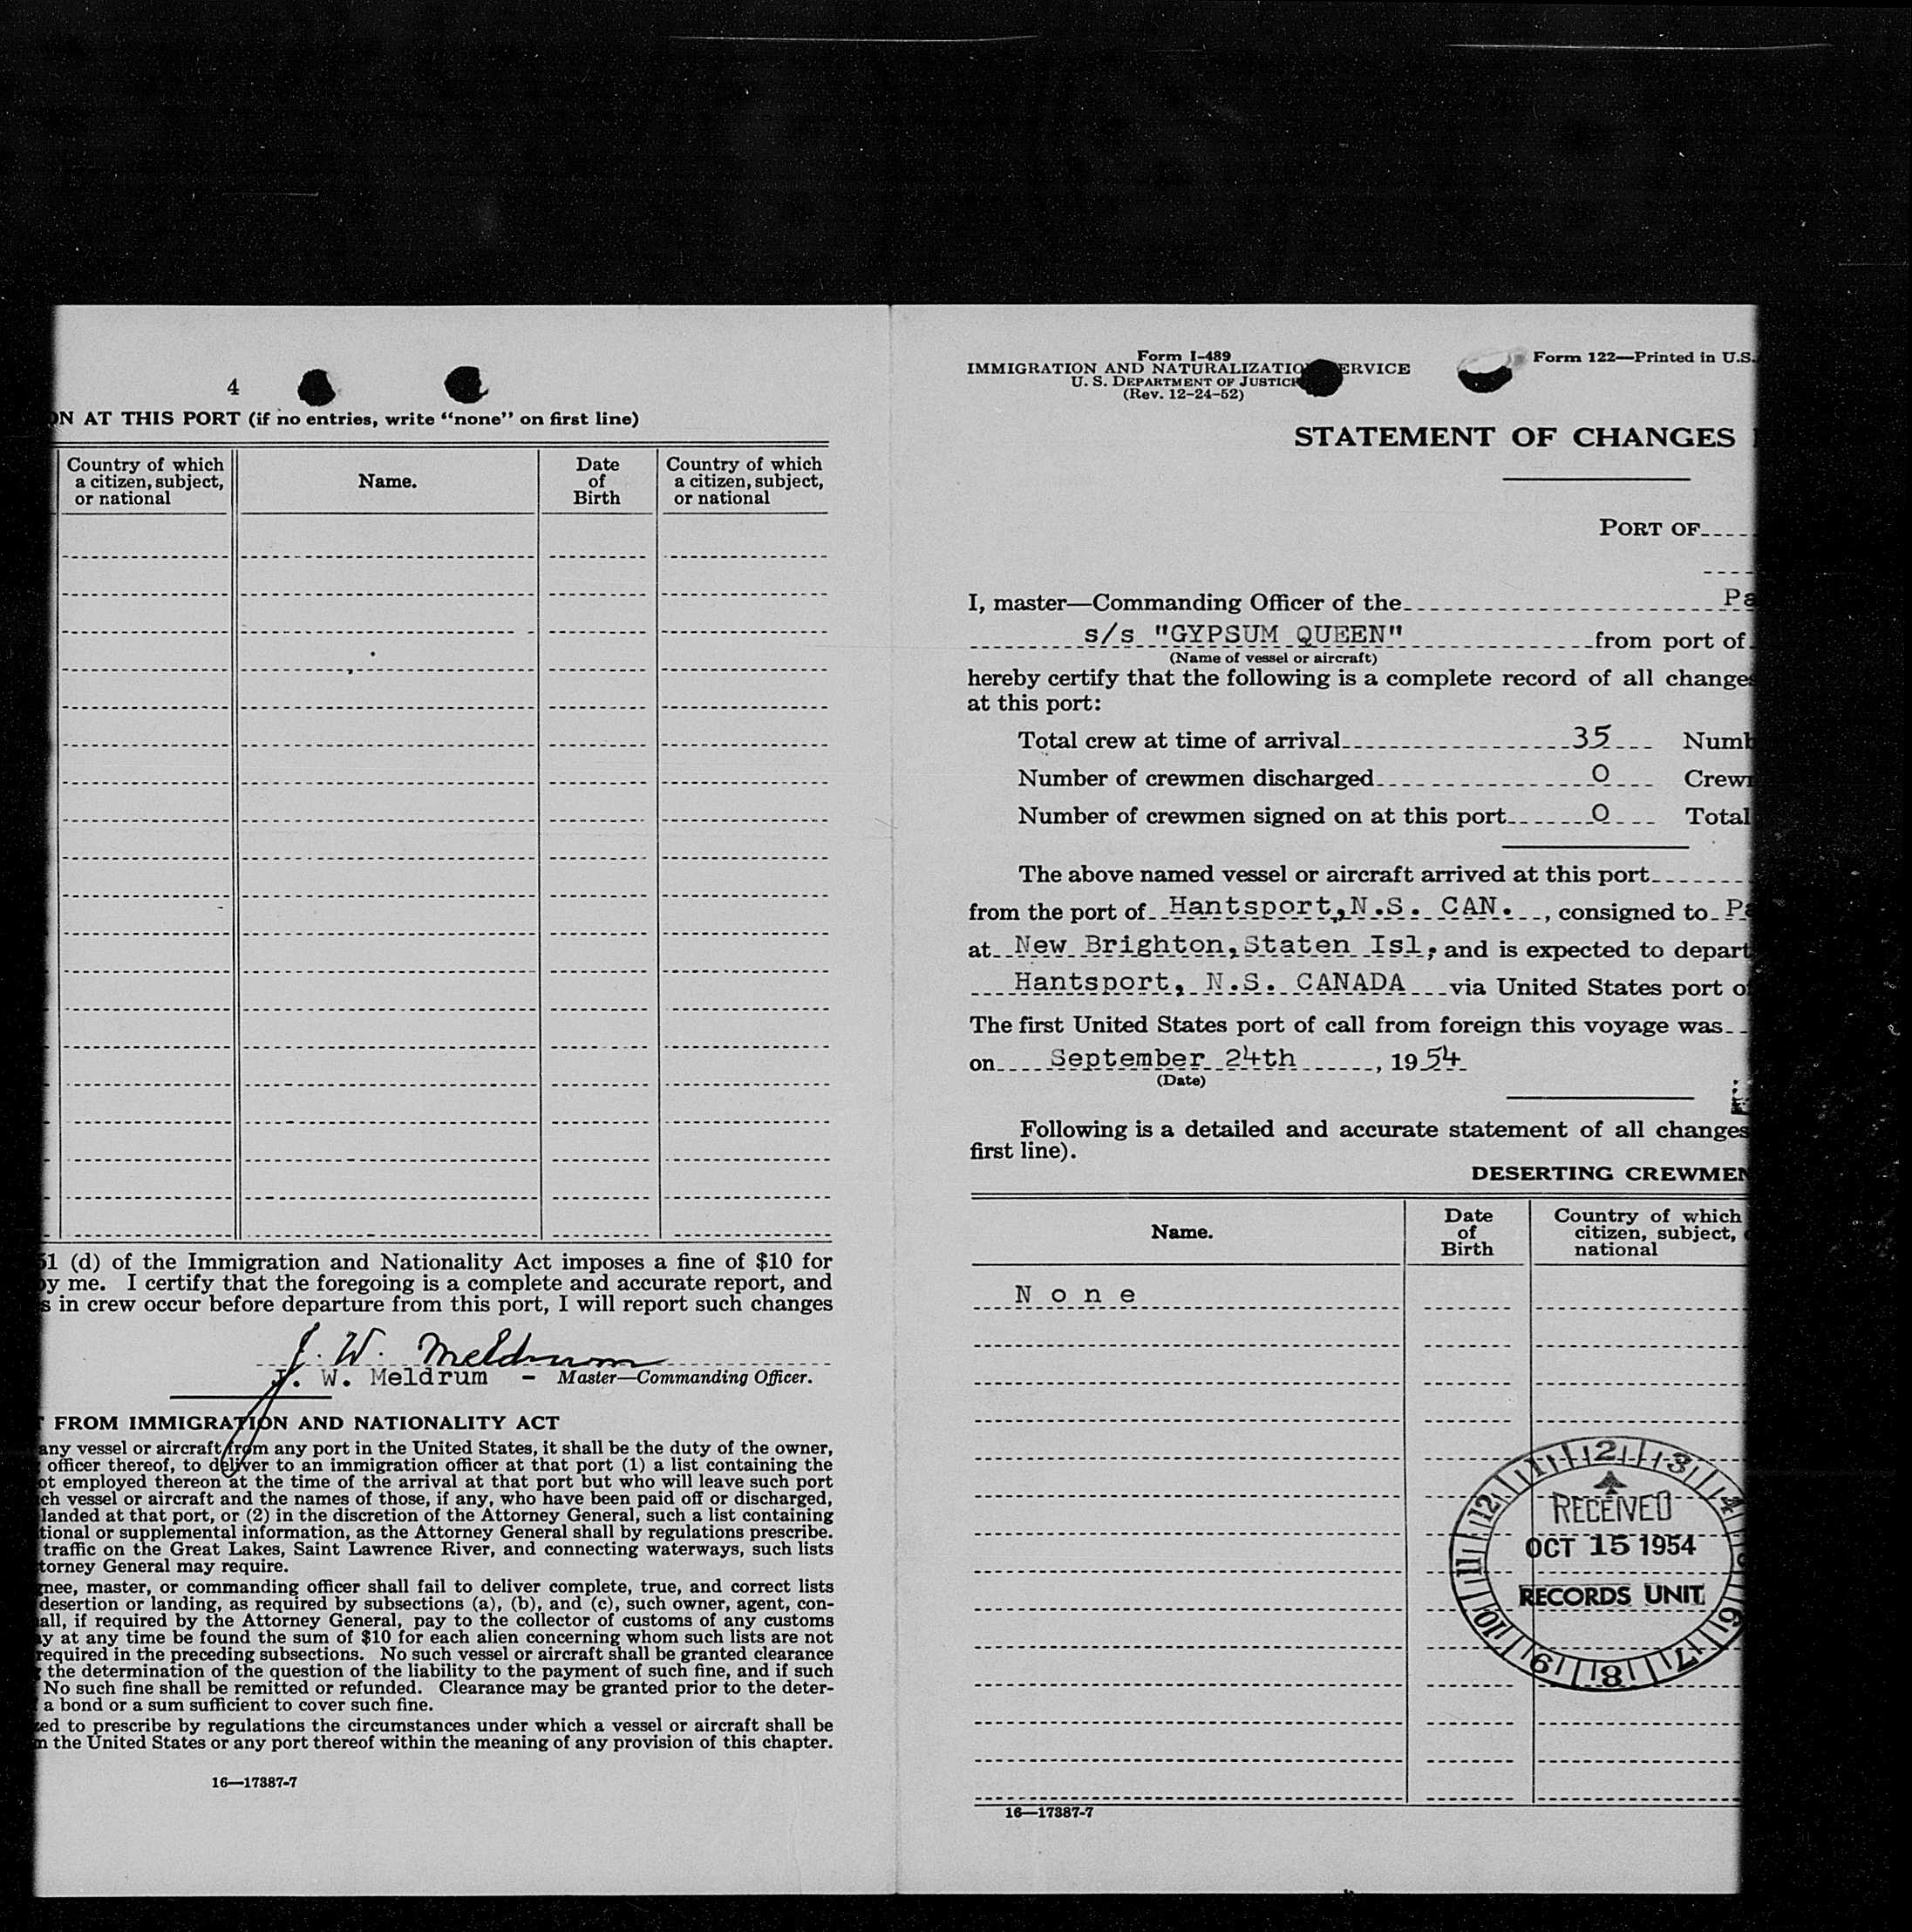 4
ON AT THIS PORT (if no entries, write "none" on first line)
Country of which a citizen, subject, or national
Name.
Date of Birth
Country of which a citizen, subject, or national
51 (d) of the Immigration and Nationality Act imposes a fine of $10 for
by me. I certify that the foregoing is a complete and accurate report, and
s in crew occur before departure from this port, I will report such changes
J. W. Meldrum
J. W. Meldrum - Master—Commanding Officer.
FROM IMMIGRATION AND NATIONALITY ACT
any vessel or aircraft from any port in the United States, it shall be the duty of the owner,
officer thereof, to deliver to an immigration officer at that port (1) a list containing the
ot employed thereon at the time of the arrival at that port but who will leave such port
ch vessel or aircraft and the names of those, if any, who have been paid off or discharged,
landed at that port, or (2) in the discretion of the Attorney General, such a list containing
tional or supplemental information, as the Attorney General shall by regulations prescribe.
traffic on the Great Lakes, Saint Lawrence River, and connecting waterways, such lists
torney General may require.
nee, master, or commanding officer shall fail to deliver complete, true, and correct lists
desertion or landing, as required by subsections (a), (b), and (c), such owner, agent, con-
all, if required by the Attorney General, pay to the collector of customs of any customs
y at any time be found the sum of $10 for each alien concerning whom such lists are not
required in the preceding subsections. No such vessel or aircraft shall be granted clearance
the determination of the question of the liability to the payment of such fine, and if such
No such fine shall be remitted or refunded. Clearance may be granted prior to the deter-
a bond or a sum sufficient to cover such fine.
ed to prescribe by regulations the circumstances under which a vessel or aircraft shall be
n the United States or any port thereof within the meaning of any provision of this chapter.
16—17387-7
Form I-489
IMMIGRATION AND NATURALIZATIO ERVICE
U. S. DEPARTMENT OF JUSTICE
(Rev. 12-24-52)
Form 122—Printed in U.S.
STATEMENT OF CHANGES
PORT OF
I, master—Commanding Officer of the Pa
s/s "GYPSUM QUEEN" from port of
(Name of vessel or aircraft)
hereby certify that the following is a complete record of all changes
at this port:
Total crew at time of arrival 35 Numb
Number of crewmen discharged 0 Crew
Number of crewmen signed on at this port 0 Total
The above named vessel or aircraft arrived at this port
from the port of Hantsport, N.S. CAN. , consigned to Pa
at New Brighton, Staten Isl, and is expected to depart
Hantsport, N.S. CANADA via United States port o
The first United States port of call from foreign this voyage was
on September 24th , 1954
(Date)
Following is a detailed and accurate statement of all changes
first line).
DESERTING CREWMEN
Name.
Date of Birth
Country of which citizen, subject, national
None
12 1 2 3 4
RECEIVED
OCT 15 1954
RECORDS UNIT
11 10 9 8 7 6
16—17387-7